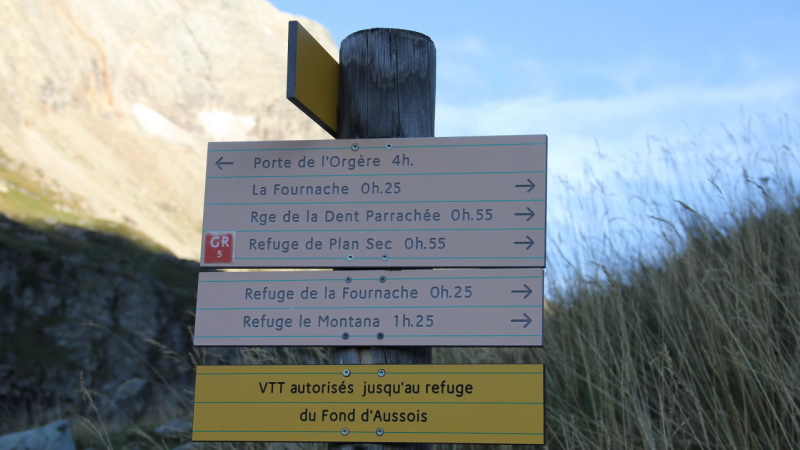 ← Porte de l'Orgère 4h.
La Fournache 0h.25 →
Rge de la Dent Parrachée 0h.55 →
GR
5
Refuge de Plan Sec 0h.55 →
Refuge de la Fournache 0h.25 →
Refuge le Montana 1h.25 →
VTT autorisés jusqu'au refuge
du Fond d'Aussois